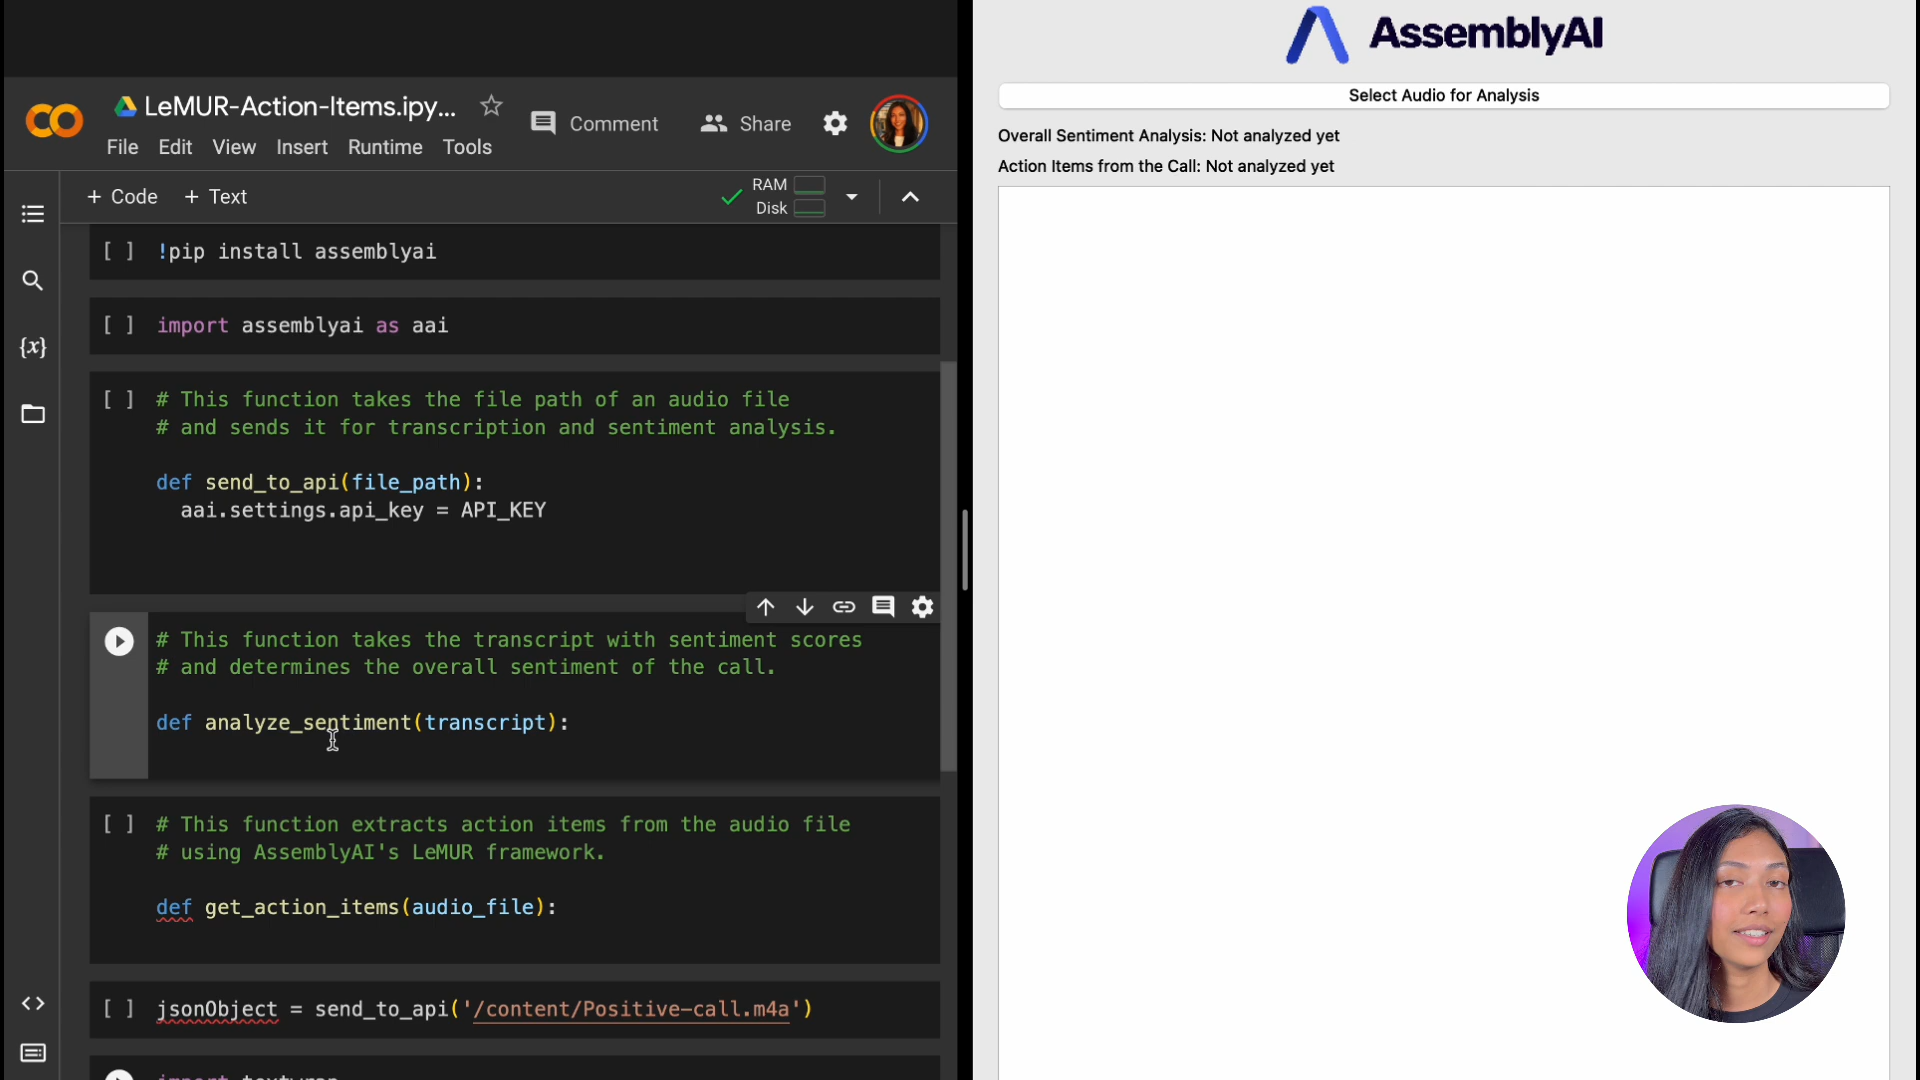 LeMUR-Action-Items.ipy...
Comment
Share
File Edit View Insert Runtime Tools
+ Code + Text
RAM
Disk
[ ] !pip install assemblyai
[ ] import assemblyai as aai
[ ] # This function takes the file path of an audio file
# and sends it for transcription and sentiment analysis.
def send_to_api(file_path):
aai.settings.api_key = API_KEY
# This function takes the transcript with sentiment scores
# and determines the overall sentiment of the call.
def analyze_sentiment(transcript):
[ ] # This function extracts action items from the audio file
# using AssemblyAI's LeMUR framework.
def get_action_items(audio_file):
[ ] jsonObject = send_to_api('/content/Positive-call.m4a')
{x}
AssemblyAI
Select Audio for Analysis
Overall Sentiment Analysis: Not analyzed yet
Action Items from the Call: Not analyzed yet